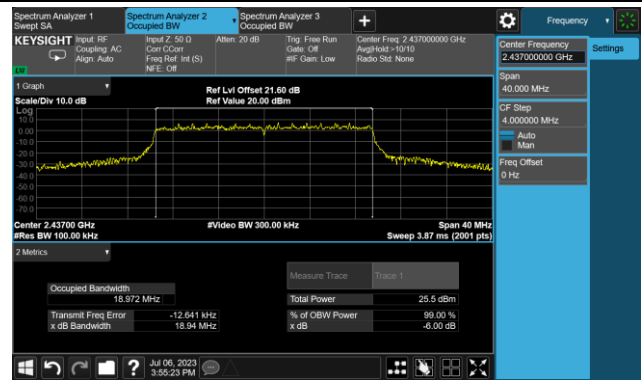 Spectrum Analyzer 1
Swept SA
Spectrum Analyzer 2
Occupied BW
Spectrum Analyzer 3
Occupied BW
Frequency
KEYSIGHT
Input: RF
Coupling: AC
Align: Auto
Input Z: 50 Ω
Corr CCorr
Freq Ref: Int (S)
NFE: Off
Atten: 20 dB
Trig: Free Run
Gate: Off
#IF Gain: Low
Center Freq: 2.437000000 GHz
Avg|Hold:>10/10
Radio Std: None
1 Graph
Scale/Div 10.0 dB
Ref Lvl Offset 21.60 dB
Ref Value 20.00 dBm
Log
10.0
0.00
-10.0
-20.0
-30.0
-40.0
-50.0
-60.0
-70.0
Center 2.43700 GHz
#Video BW 300.00 kHz
Span 40 MHz
#Res BW 100.00 kHz
Sweep 3.87 ms (2001 pts)
2 Metrics
Measure Trace
Trace 1
Occupied Bandwidth
18.972 MHz
Total Power
25.5 dBm
Transmit Freq Error
-12.641 kHz
% of OBW Power
99.00 %
x dB Bandwidth
18.94 MHz
x dB
-6.00 dB
Jul 06, 2023
3:55:23 PM
Center Frequency
2.437000000 GHz
Settings
Span
40.000 MHz
CF Step
4.000000 MHz
Auto
Man
Freq Offset
0 Hz